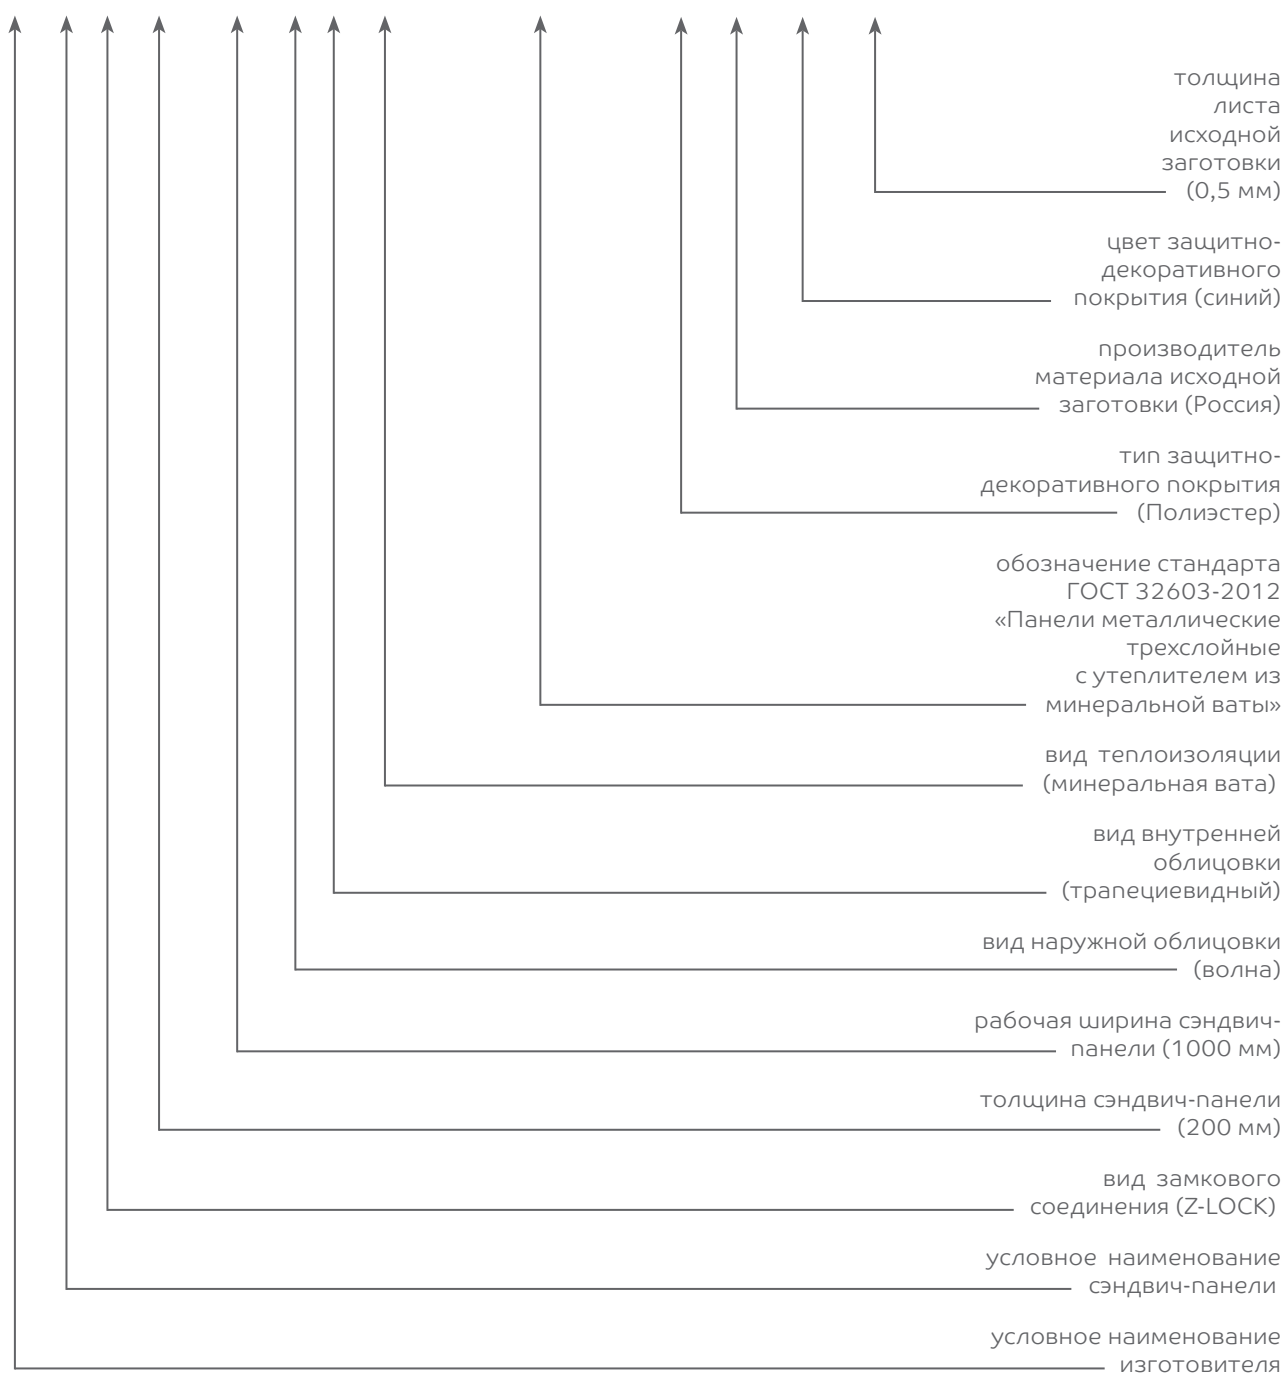 толщина
листа
исходной
заготовки
(0,5 мм)
цвет защитно-
декоративного
покрытия (синий)
производитель
материала исходной
заготовки (Россия)
тип защитно-
декоративного покрытия
(Полиэстер)
обозначение стандарта
ГОСТ 32603-2012
«Панели металлические
трехслойные
с утеплителем из
минеральной ваты»
вид теплоизоляции
(минеральная вата)
вид внутренней
облицовки
(трапециевидный)
вид наружной облицовки
(волна)
рабочая ширина сэндвич-
панели (1000 мм)
толщина сэндвич-панели
(200 мм)
вид замкового
соединения (Z-LOCK)
условное наименование
сэндвич-панели
условное наименование
изготовителя